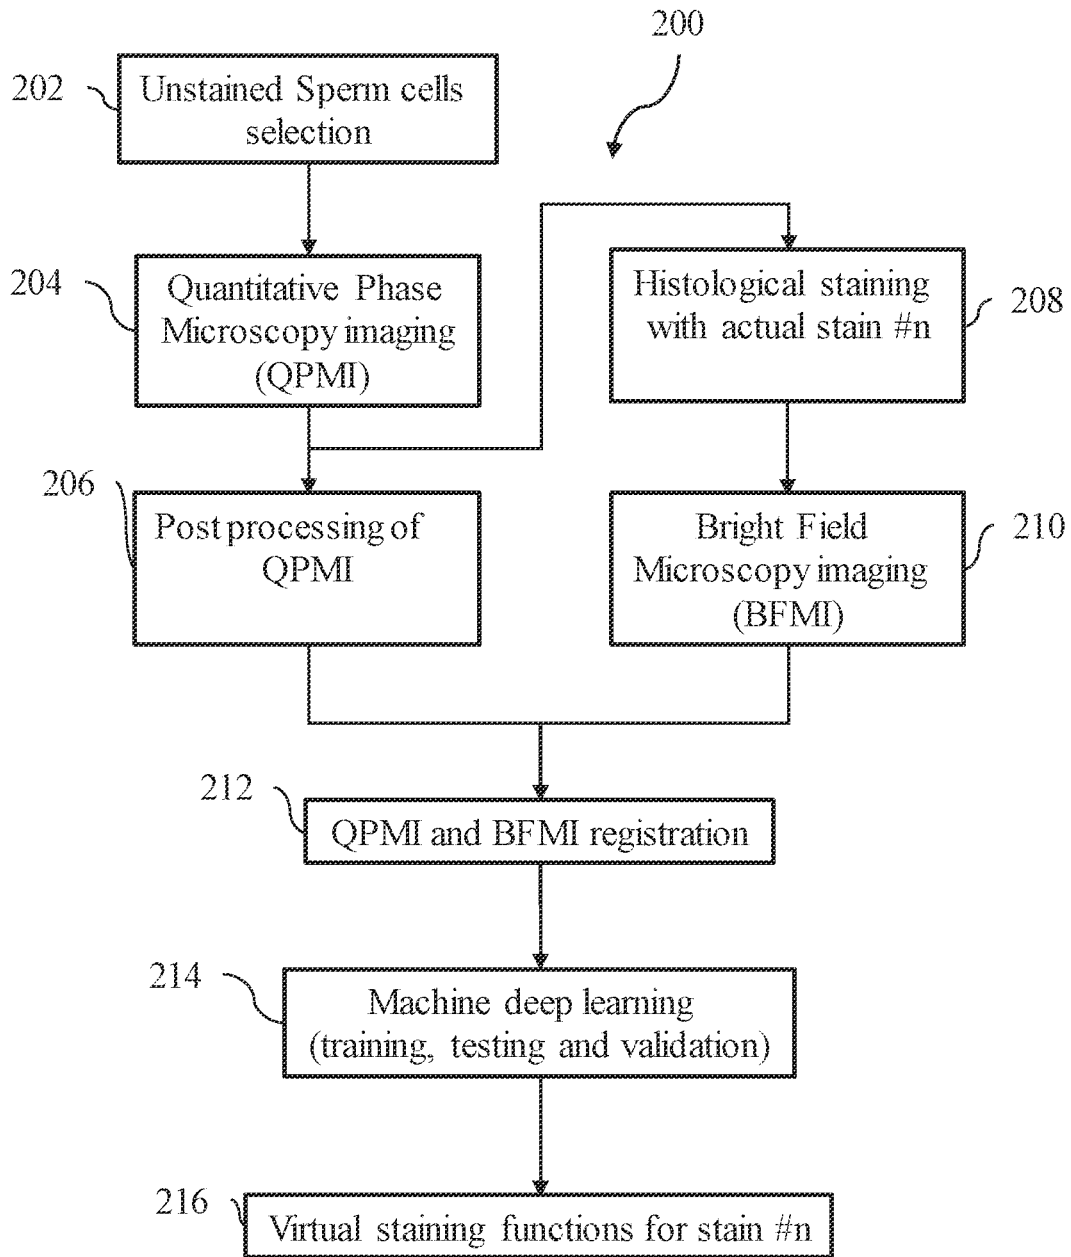 200
202
Unstained Sperm cells
selection
204
Quantitative Phase
Microscopy imaging
(QPMI)
Histological staining
with actual stain #n
208
206
Post processing of
QPMI
Bright Field
Microscopy imaging
(BFMI)
210
212
QPMI and BFMI registration
214
Machine deep learning
(training, testing and validation)
216
Virtual staining functions for stain #n